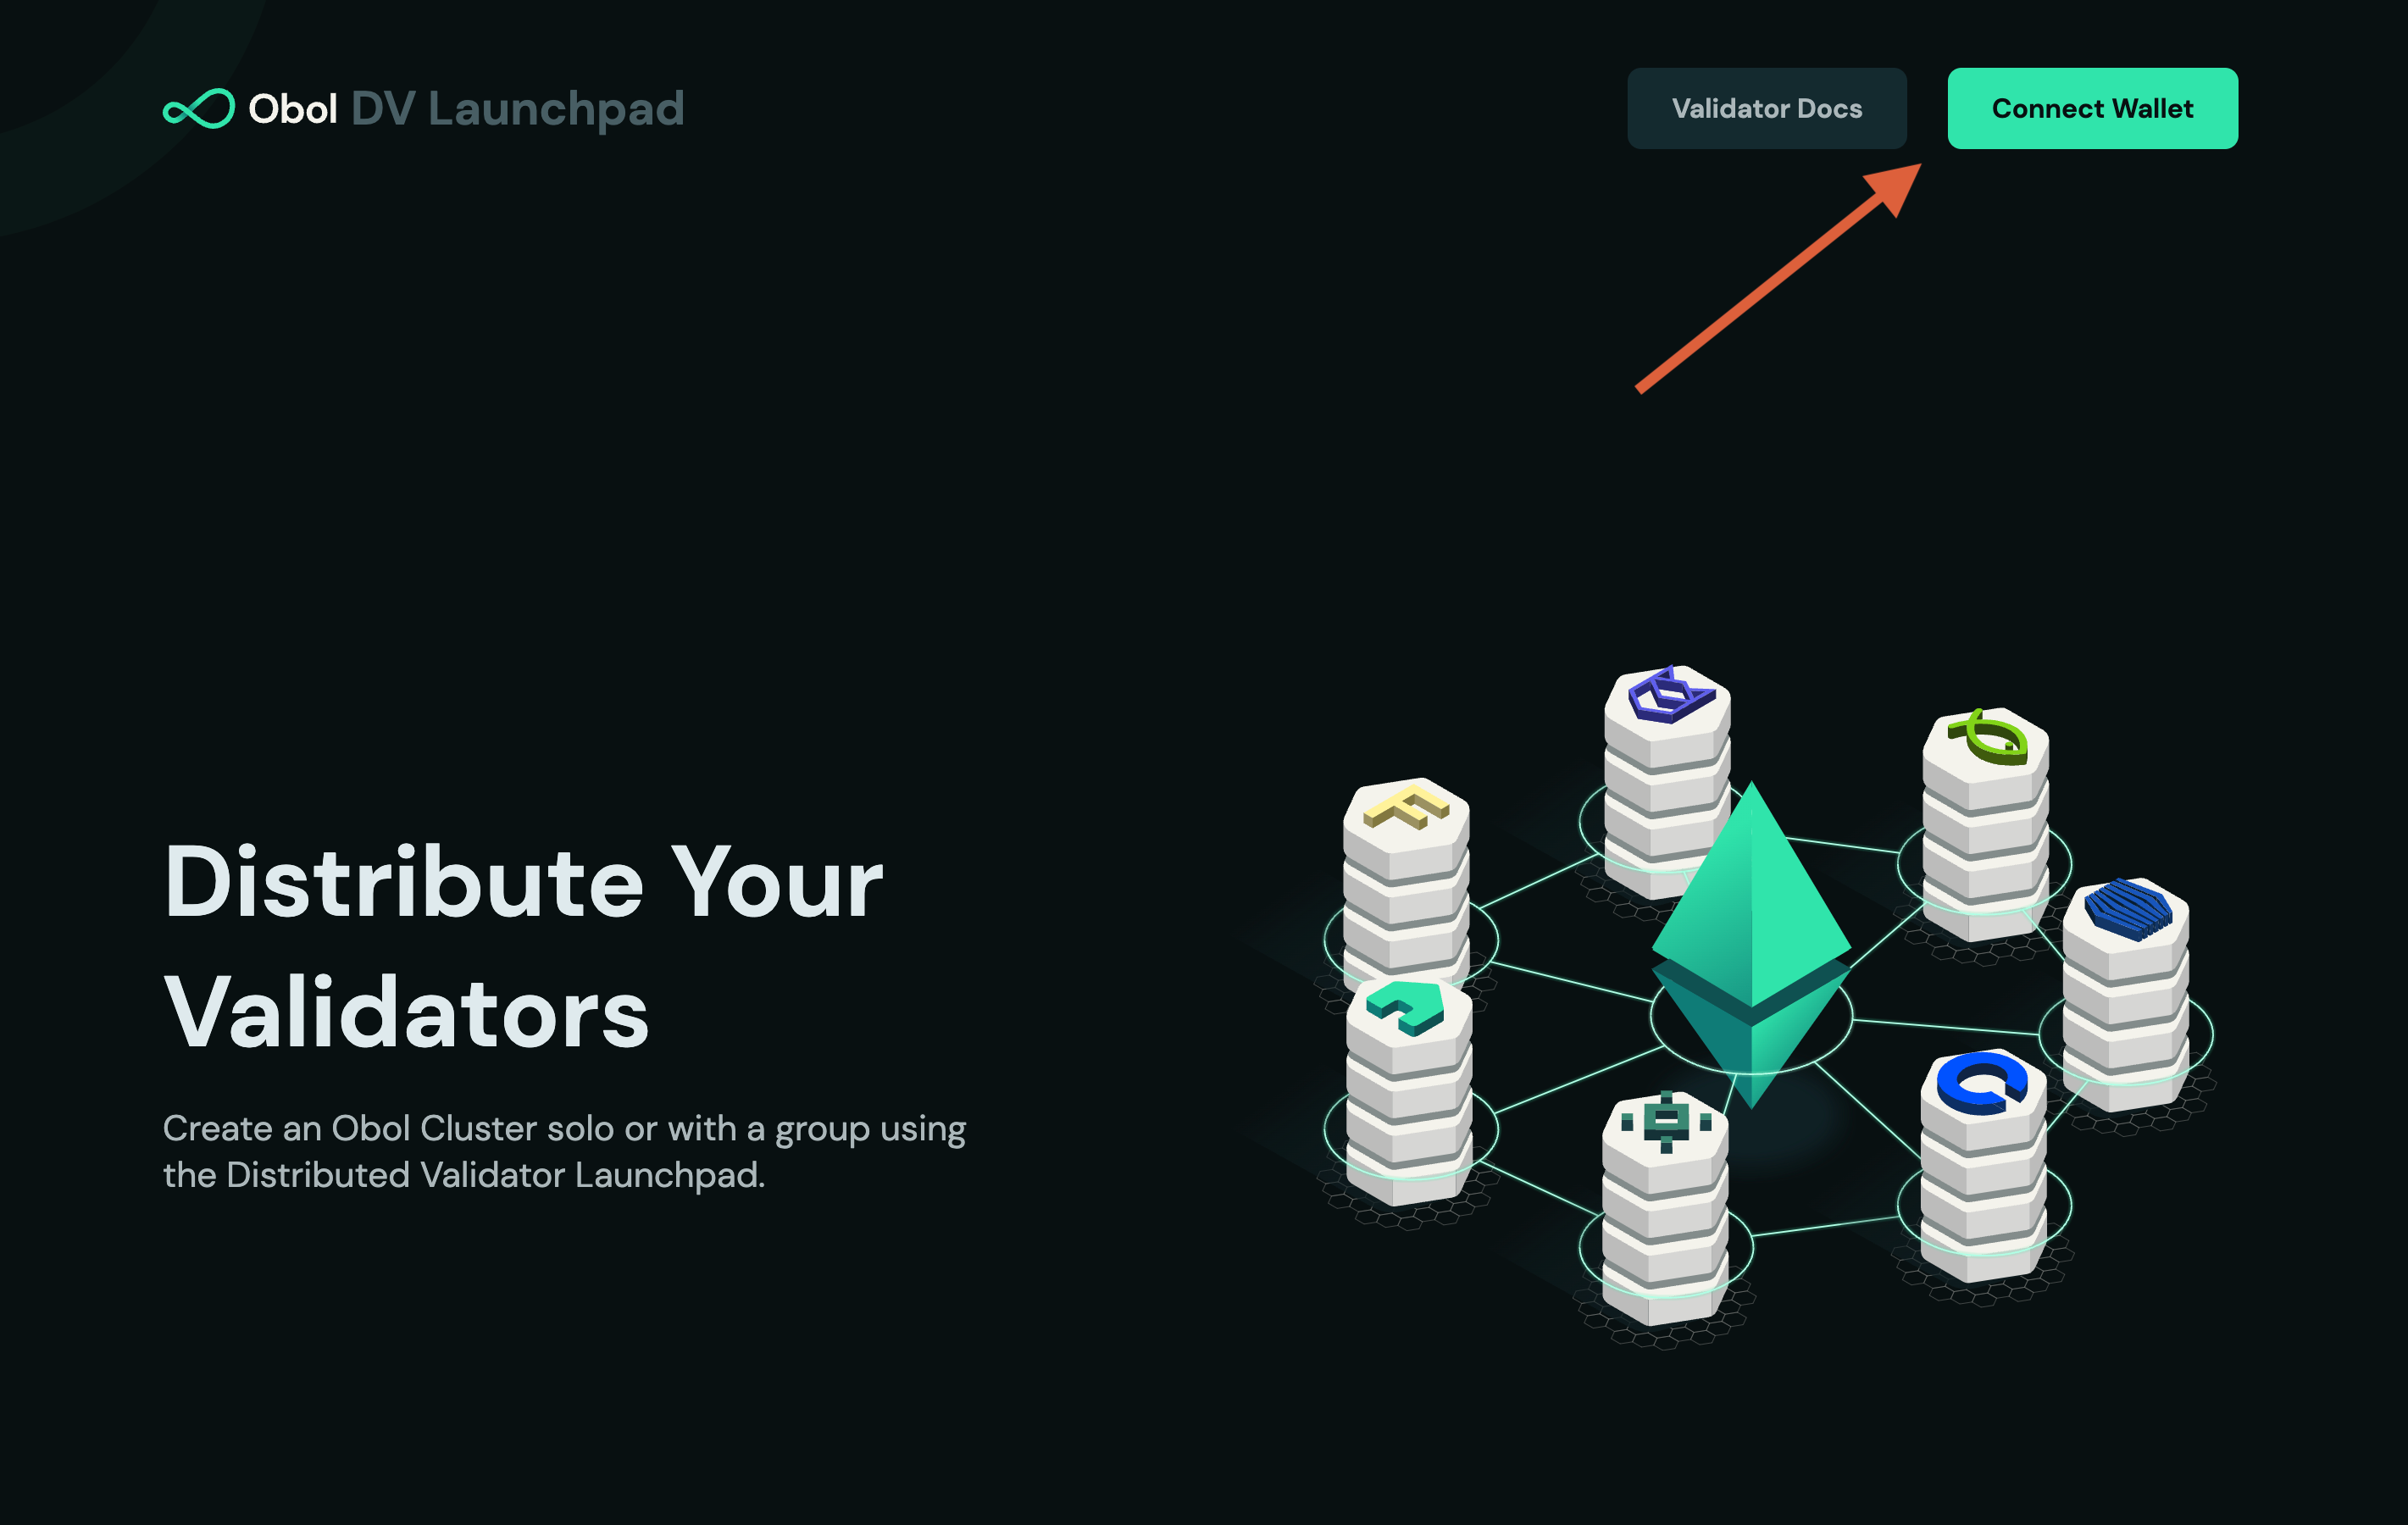 Obol DV Launchpad
Validator Docs
Connect Wallet
Distribute Your
Validators
Create an Obol Cluster solo or with a group using
the Distributed Validator Launchpad.